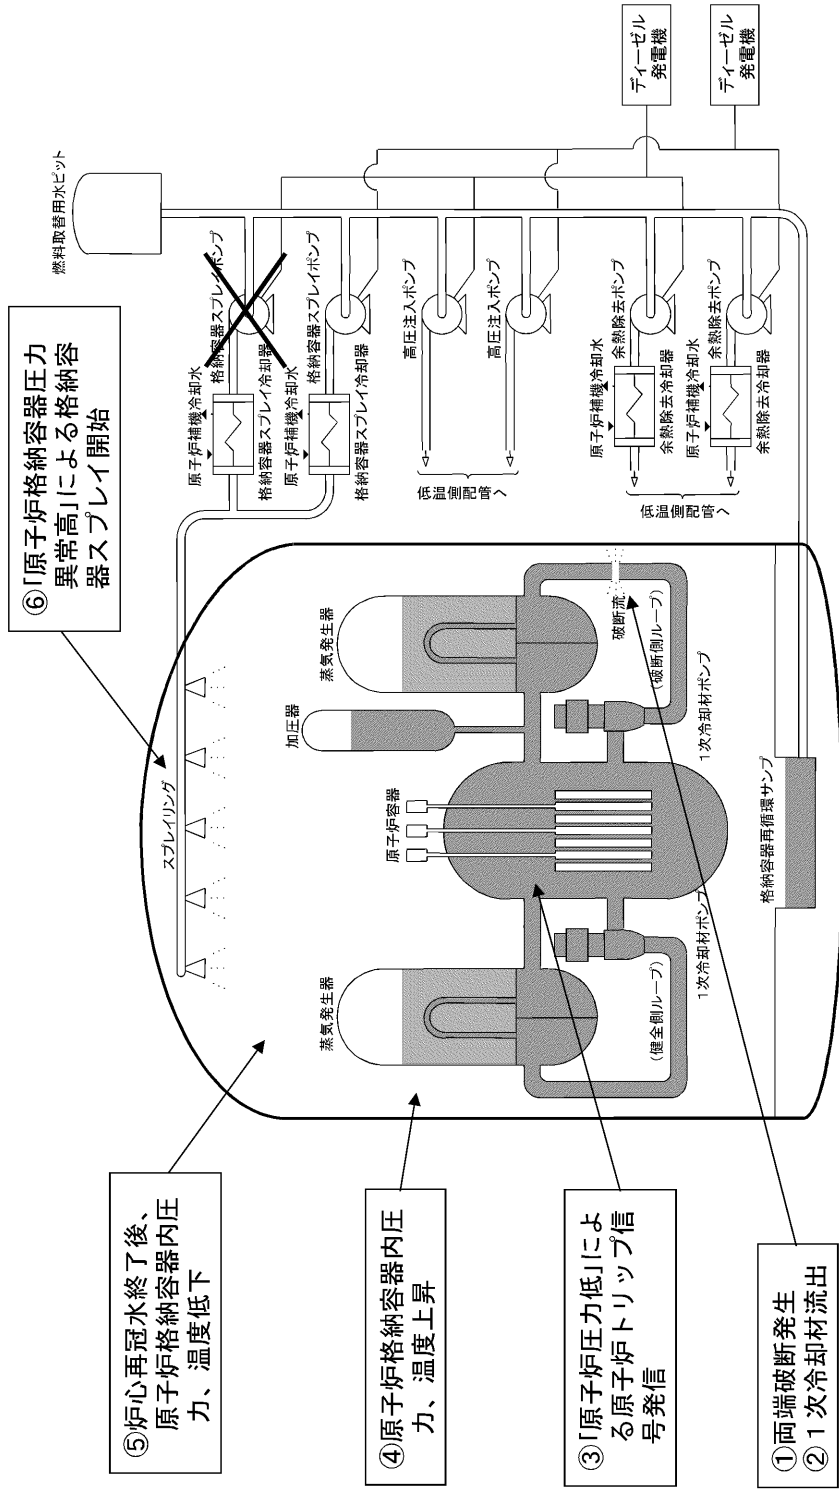 ⑤炉心再冠水終了後、
原子炉格納容器内圧
力、温度低下
④原子炉格納容器内圧
力、温度上昇
③「原子炉圧力低」によ
る原子炉トリップ信
号発信
①両端破断発生
②１次冷却材流出
⑥「原子炉格納容器圧力
異常高」による格納容
器スプレイ開始
スプレイリング
蒸気発生器
加圧器
原子炉容器
蒸気発生器
(健全側ループ)
1次冷却材ポンプ
破断流
(破断側ループ)
1次冷却材ポンプ
格納容器再循環サンプ
燃料取替用水ピット
原子炉補機冷却水
格納容器スプレイポンプ
格納容器スプレイ冷却器
原子炉補機冷却水
格納容器スプレイポンプ
格納容器スプレイ冷却器
高圧注入ポンプ
高圧注入ポンプ
低温側配管へ
原子炉補機冷却水
余熱除去ポンプ
余熱除去冷却器
原子炉補機冷却水
余熱除去ポンプ
余熱除去冷却器
低温側配管へ
ディーゼル
発電機
ディーゼル
発電機